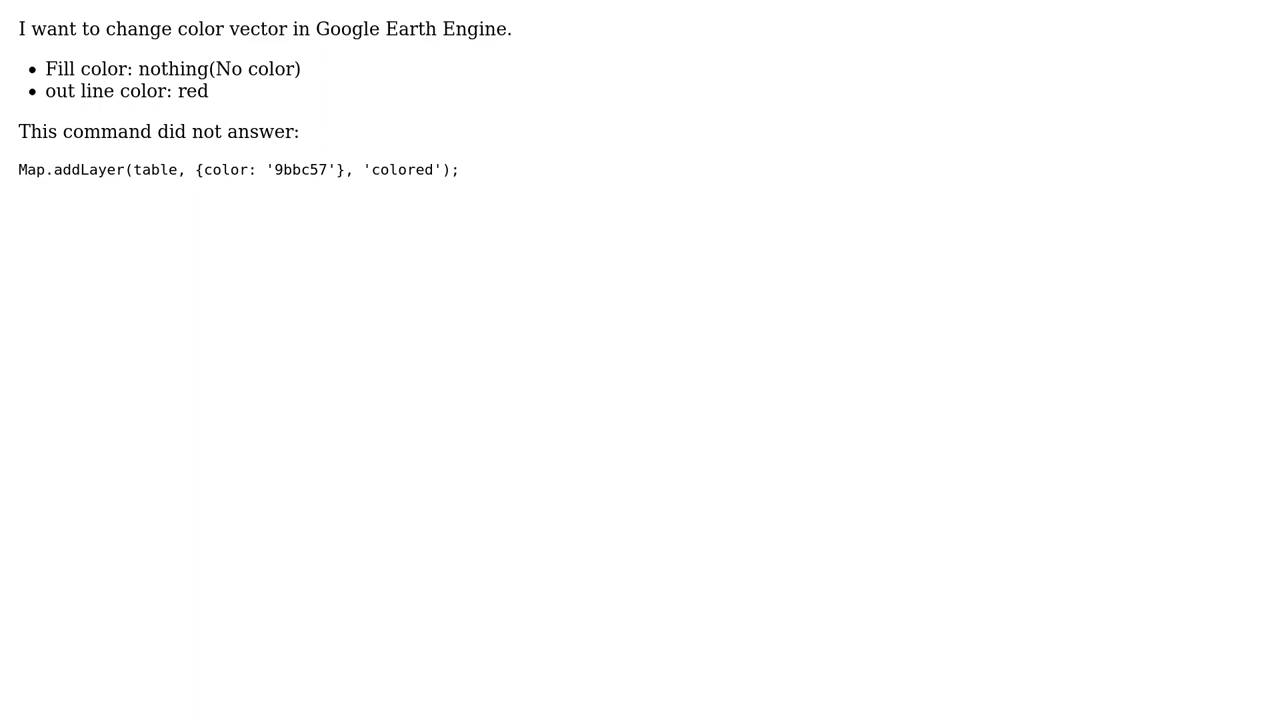 I want to change color vector in Google Earth Engine.
• Fill color: nothing(No color)
• out line color: red
This command did not answer:
Map.addLayer(table, {color: '9bbc57'}, 'colored');